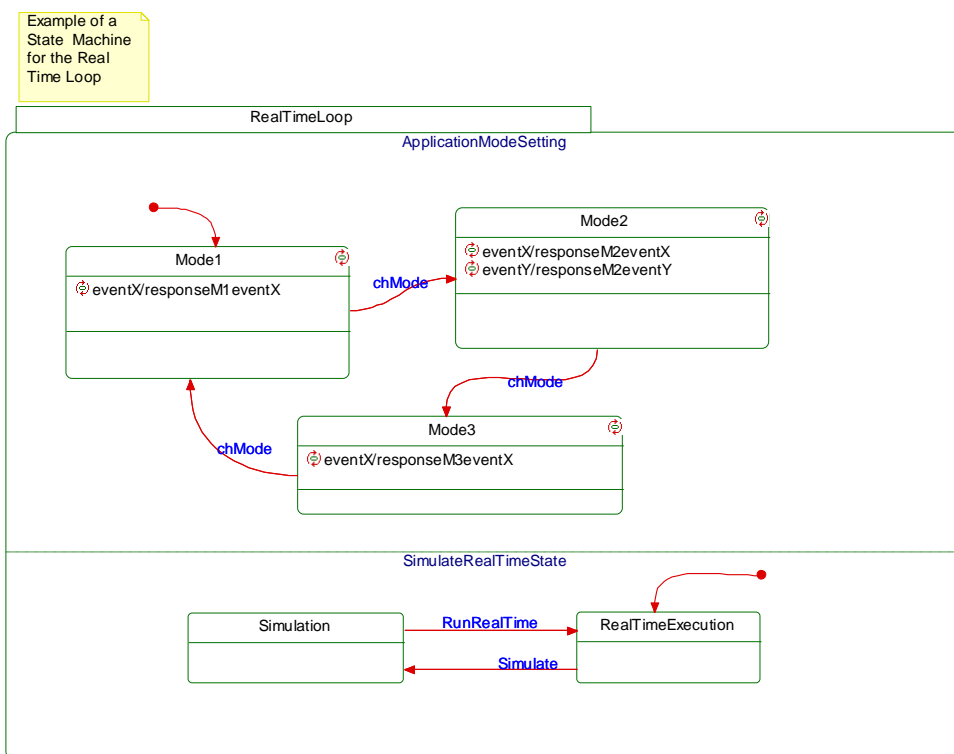 Example of a
State Machine
for the Real
Time Loop
RealTimeLoop
ApplicationModeSetting
Mode1
eventX/responseM1eventX
chMode
Mode2
eventX/responseM2eventX
eventY/responseM2eventY
chMode
Mode3
eventX/responseM3eventX
chMode
SimulateRealTimeState
Simulation
RunRealTime
RealTimeExecution
Simulate